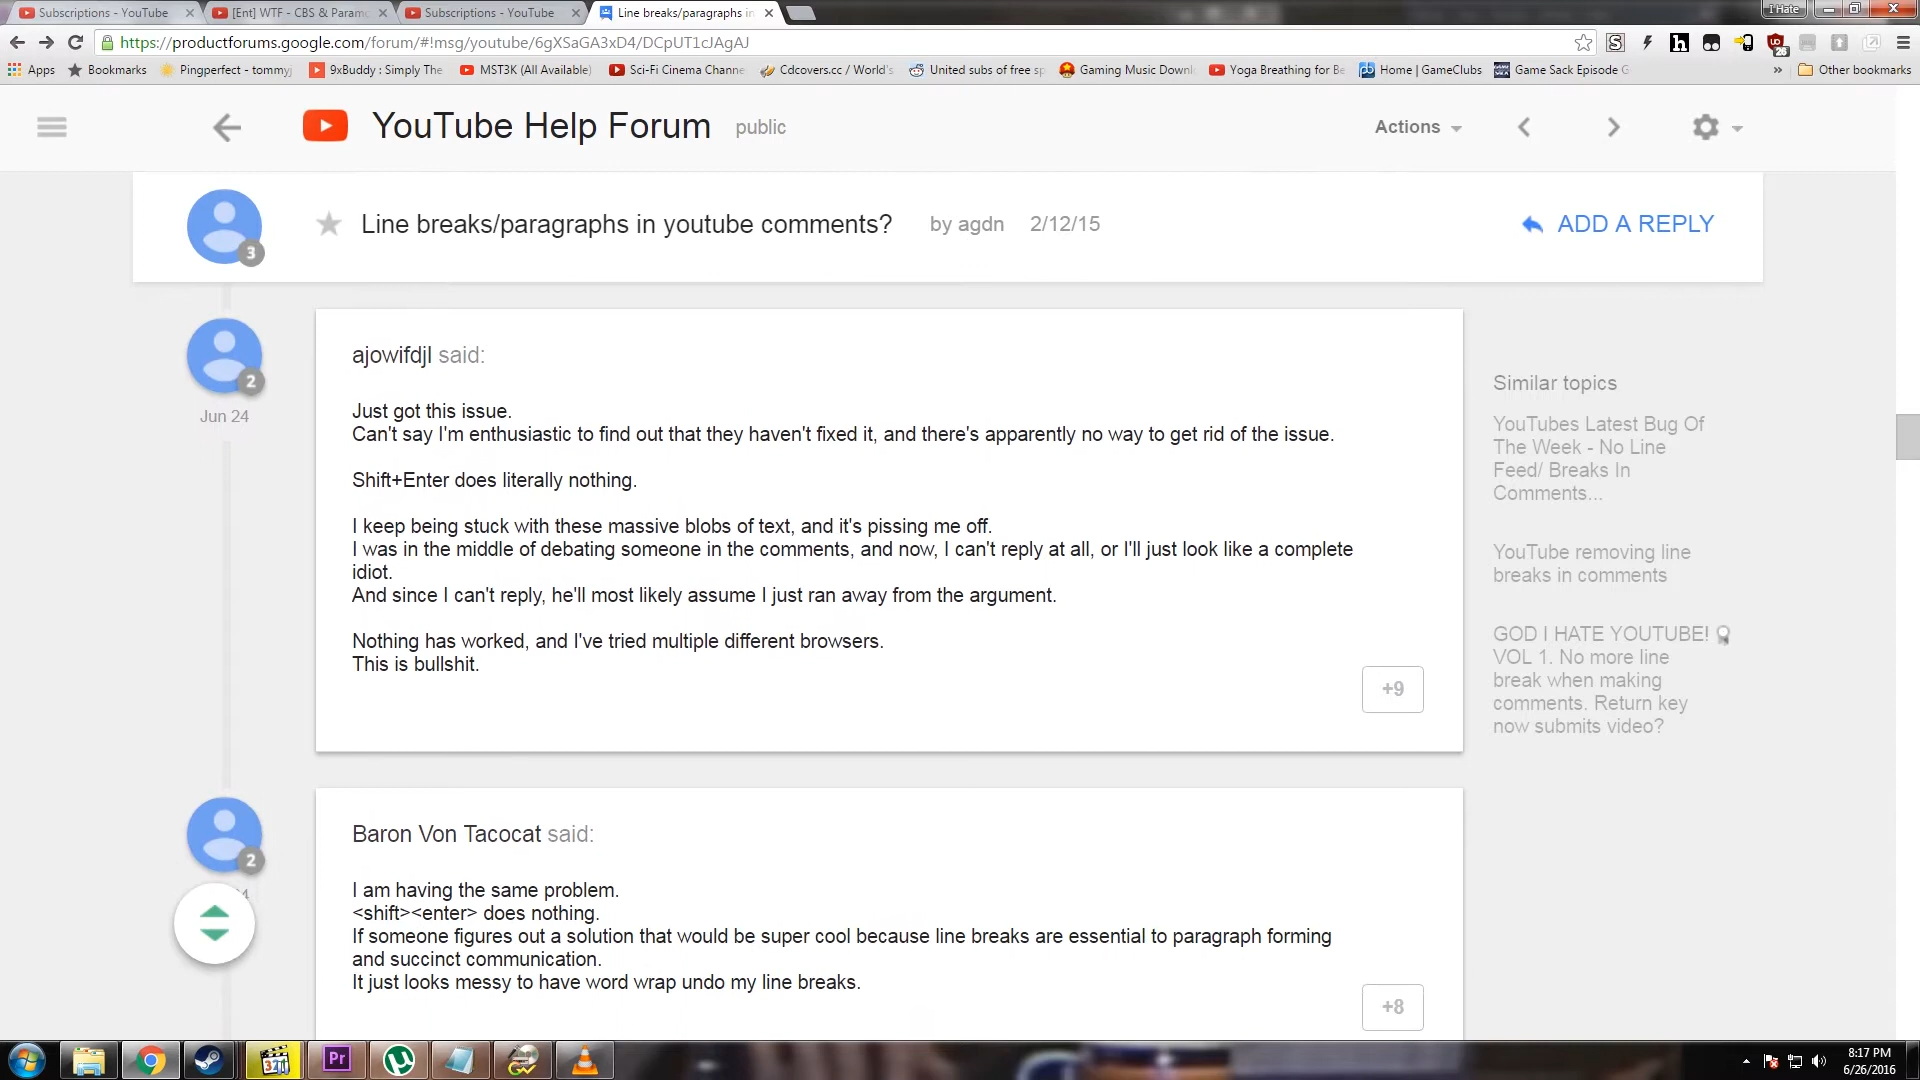 Subscriptions - YouTube
[Ent] WTF - CBS & Paramo
Subscriptions - YouTube
Line breaks/paragraphs in
I Hate
https://productforums.google.com/forum/#!msg/youtube/6gXSaGA3xD4/DCpUT1cJAgAJ
25
Apps
Bookmarks
Pingperfect - tommyj
9xBuddy : Simply The
MST3K (All Available)
Sci-Fi Cinema Channe
Cdcovers.cc / World's
United subs of free sp
Gaming Music Downl
Yoga Breathing for Be
Home | GameClubs
Game Sack Episode G
»
Other bookmarks
YouTube Help Forum
public
Actions
3
Line breaks/paragraphs in youtube comments?
by agdn
2/12/15
ADD A REPLY
2
Jun 24
ajowifdjl said:
Just got this issue.
Can't say I'm enthusiastic to find out that they haven't fixed it, and there's apparently no way to get rid of the issue.
Shift+Enter does literally nothing.
I keep being stuck with these massive blobs of text, and it's pissing me off.
I was in the middle of debating someone in the comments, and now, I can't reply at all, or I'll just look like a complete
idiot.
And since I can't reply, he'll most likely assume I just ran away from the argument.
Nothing has worked, and I've tried multiple different browsers.
This is bullshit.
+9
Similar topics
YouTubes Latest Bug Of
The Week - No Line
Feed/ Breaks In
Comments...
YouTube removing line
breaks in comments
GOD I HATE YOUTUBE!
VOL 1. No more line
break when making
comments. Return key
now submits video?
2
4
Baron Von Tacocat said:
I am having the same problem.
<shift><enter> does nothing.
If someone figures out a solution that would be super cool because line breaks are essential to paragraph forming
and succinct communication.
It just looks messy to have word wrap undo my line breaks.
+8
321
Pr
8:17 PM
6/26/2016